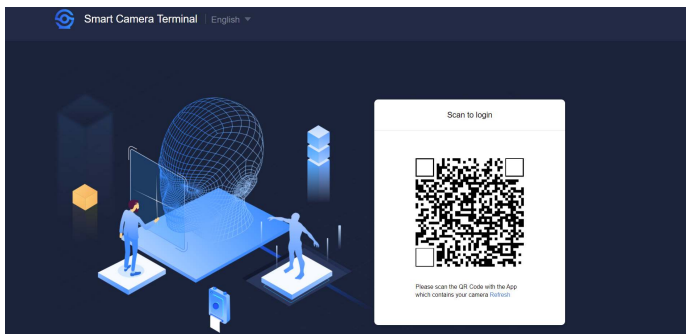 Smart Camera Terminal English
Scan to login
Please scan the QR Code with the App
which contains your camera Refresh